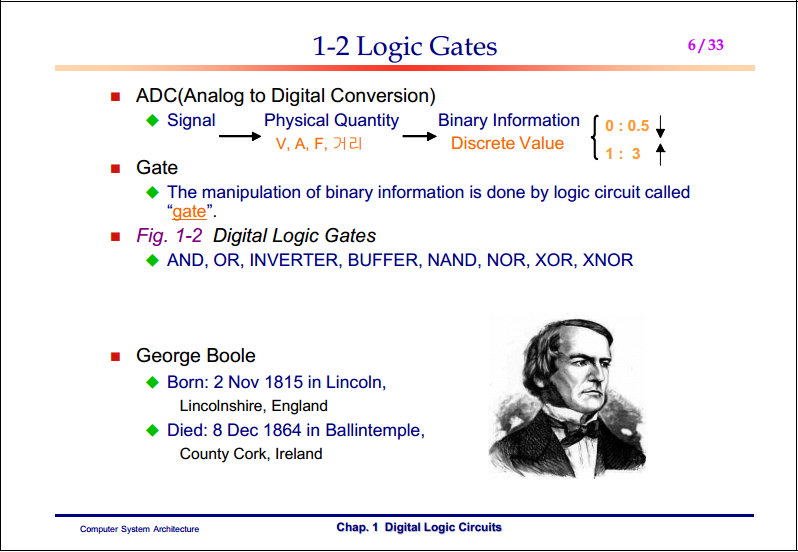 1-2 Logic Gates
6 / 33
ADC(Analog to Digital Conversion)
Signal Physical Quantity Binary Information
V, A, F, 거리 Discrete Value
0 : 0.5
1 : 3
Gate
The manipulation of binary information is done by logic circuit called
“gate”.
Fig. 1-2 Digital Logic Gates
AND, OR, INVERTER, BUFFER, NAND, NOR, XOR, XNOR
George Boole
Born: 2 Nov 1815 in Lincoln,
Lincolnshire, England
Died: 8 Dec 1864 in Ballintemple,
County Cork, Ireland
Computer System Architecture
Chap. 1 Digital Logic Circuits